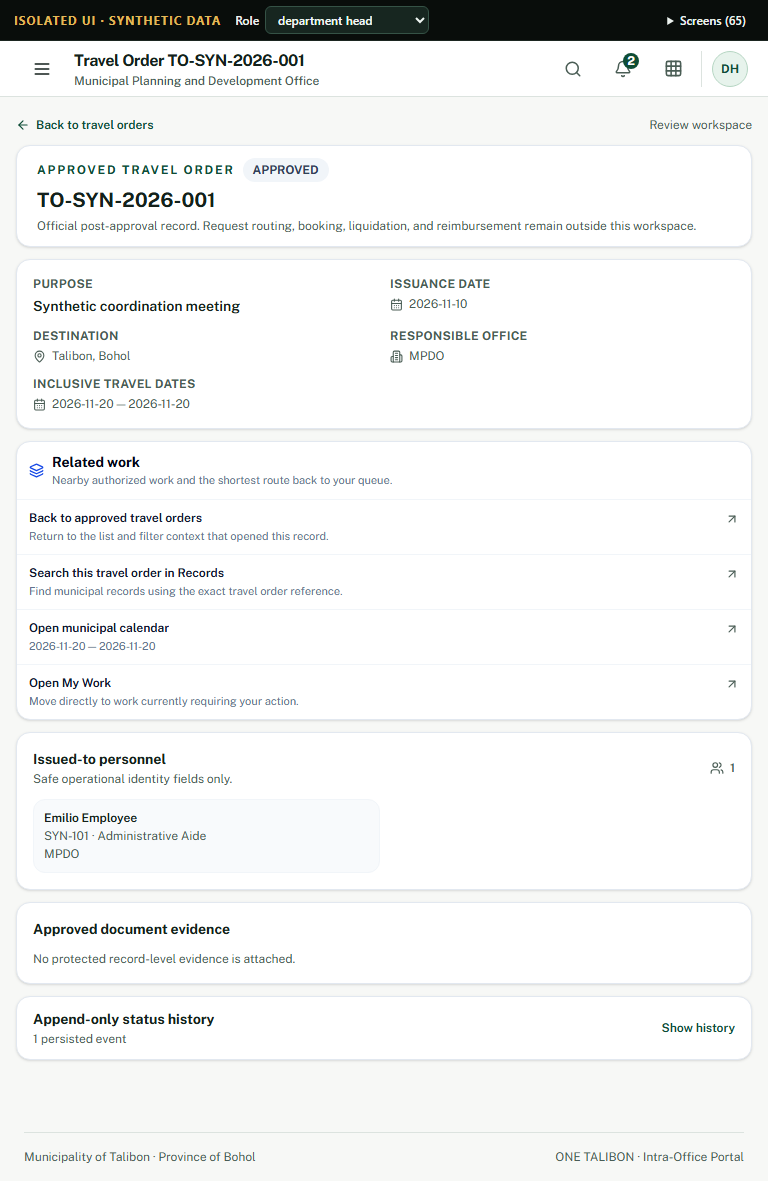 ISOLATED UI · SYNTHETIC DATA Role department head Screens (65)
Travel Order TO-SYN-2026-001
Municipal Planning and Development Office
2
DH
Back to travel orders
Review workspace
APPROVED TRAVEL ORDER APPROVED
TO-SYN-2026-001
Official post-approval record. Request routing, booking, liquidation, and reimbursement remain outside this workspace.
PURPOSE
Synthetic coordination meeting
ISSUANCE DATE
2026-11-10
DESTINATION
Talibon, Bohol
RESPONSIBLE OFFICE
MPDO
INCLUSIVE TRAVEL DATES
2026-11-20 — 2026-11-20
Related work
Nearby authorized work and the shortest route back to your queue.
Back to approved travel orders
Return to the list and filter context that opened this record.
Search this travel order in Records
Find municipal records using the exact travel order reference.
Open municipal calendar
2026-11-20 — 2026-11-20
Open My Work
Move directly to work currently requiring your action.
Issued-to personnel
Safe operational identity fields only.
1
Emilio Employee
SYN-101 · Administrative Aide
MPDO
Approved document evidence
No protected record-level evidence is attached.
Append-only status history
1 persisted event
Show history
Municipality of Talibon · Province of Bohol
ONE TALIBON · Intra-Office Portal